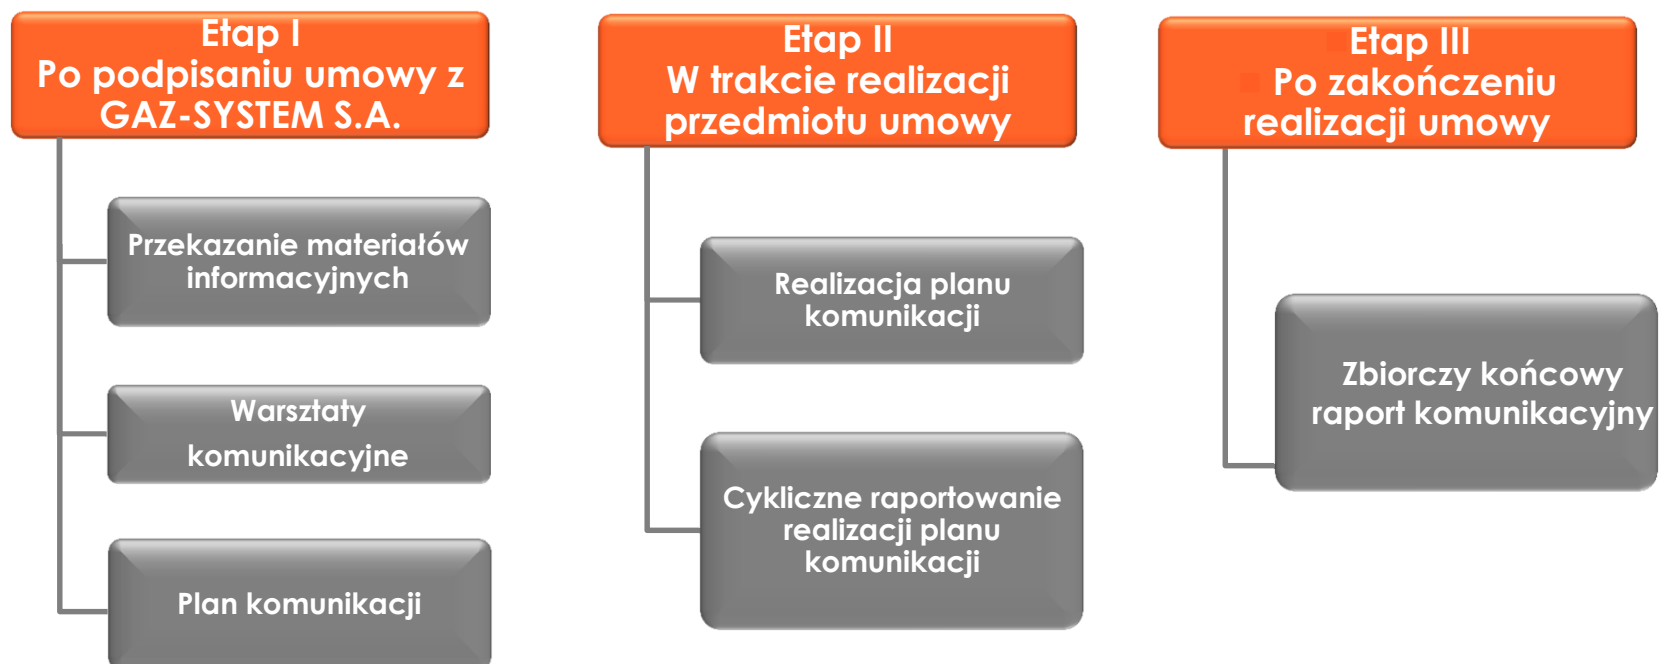 Etap I
Po podpisaniu umowy z
GAZ-SYSTEM S.A.
Przekazanie materiałów
informacyjnych
Warsztaty
komunikacyjne
Plan komunikacji
Etap II
W trakcie realizacji
przedmiotu umowy
Realizacja planu
komunikacji
Cykliczne raportowanie
realizacji planu
komunikacji
Etap III
Po zakończeniu
realizacji umowy
Zbiorczy końcowy
raport komunikacyjny